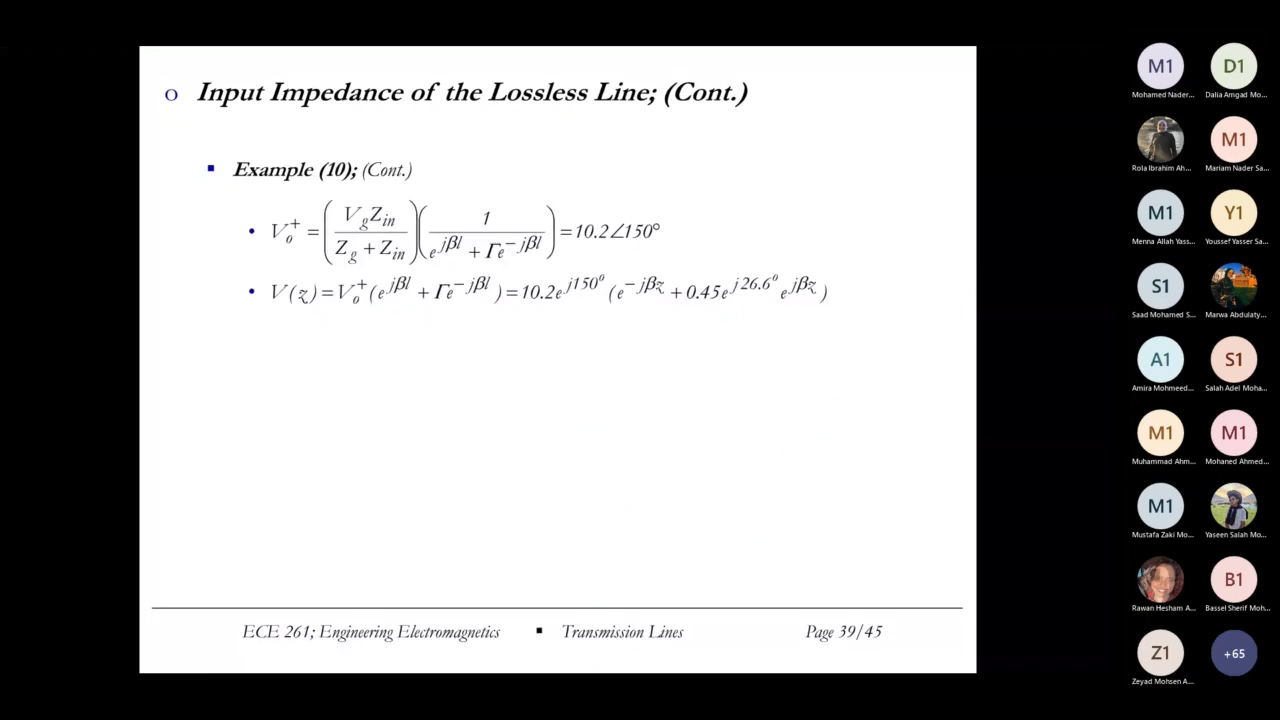 o Input Impedance of the Lossless Line; (Cont.)
▪ Example (10); (Cont.)
• V_o^+ = (V_g Z_in / Z_g + Z_in)(1 / e^{jβl} + Γe^{-jβl}) = 10.2∠150°
• V(z) = V_o^+ (e^{jβl} + Γe^{-jβl}) = 10.2e^{j150°} (e^{-jβz} + 0.45e^{j26.6°} e^{jβz})
ECE 261; Engineering Electromagnetics ▪ Transmission Lines Page 39/45
M1 D1
Mohamed Nader... Dalia Amgad Mo...
M1
Rola Ibrahim Ah... Mariam Nader Sa...
M1 Y1
Menna Allah Yass... Youssef Yasser Sa...
S1
Saad Mohamed S... Marwa Abdulaty...
A1 S1
Amira Mohmeed... Salah Adel Moha...
M1 M1
Muhammad Ahm... Mohaned Ahmed...
M1
Mustafa Zaki Mo... Yaseen Salah Mo...
B1
Rawan Hesham A... Bassel Sherif Moh...
Z1 +65
Zeyad Mohsen A...